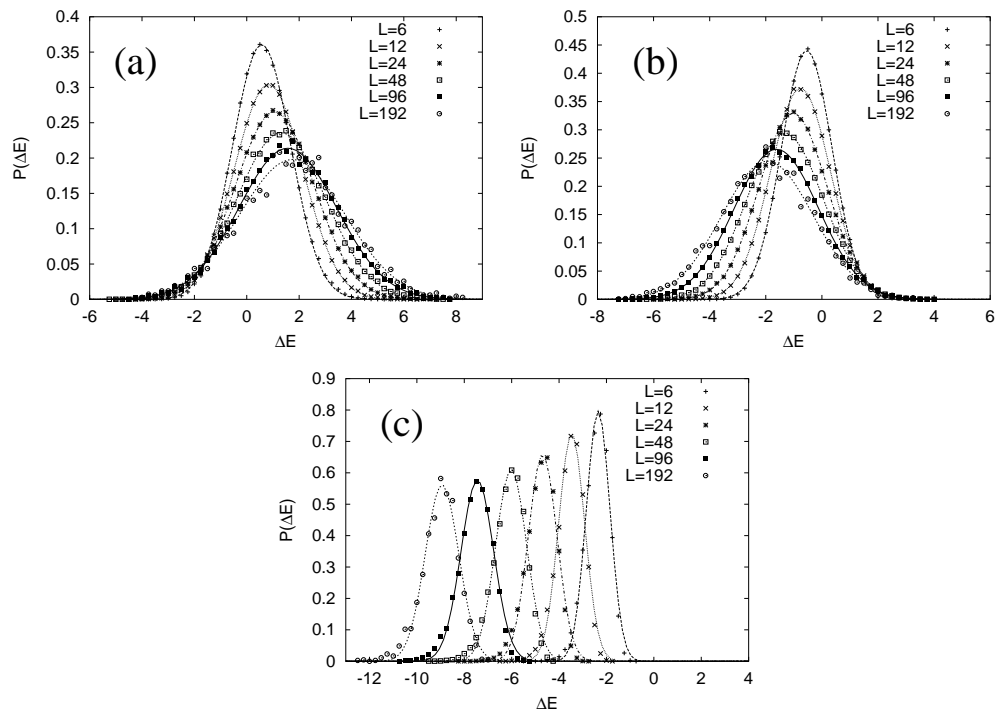 (a)
L=6
L=12
L=24
L=48
L=96
L=192
P(ΔE)
0.4
0.35
0.3
0.25
0.2
0.15
0.1
0.05
0
-6 -4 -2 0 2 4 6 8
ΔE
(b)
L=6
L=12
L=24
L=48
L=96
L=192
P(ΔE)
0.5
0.45
0.4
0.35
0.3
0.25
0.2
0.15
0.1
0.05
0
-8 -6 -4 -2 0 2 4 6
ΔE
(c)
L=6
L=12
L=24
L=48
L=96
L=192
P(ΔE)
0.9
0.8
0.7
0.6
0.5
0.4
0.3
0.2
0.1
0
-12 -10 -8 -6 -4 -2 0 2 4
ΔE